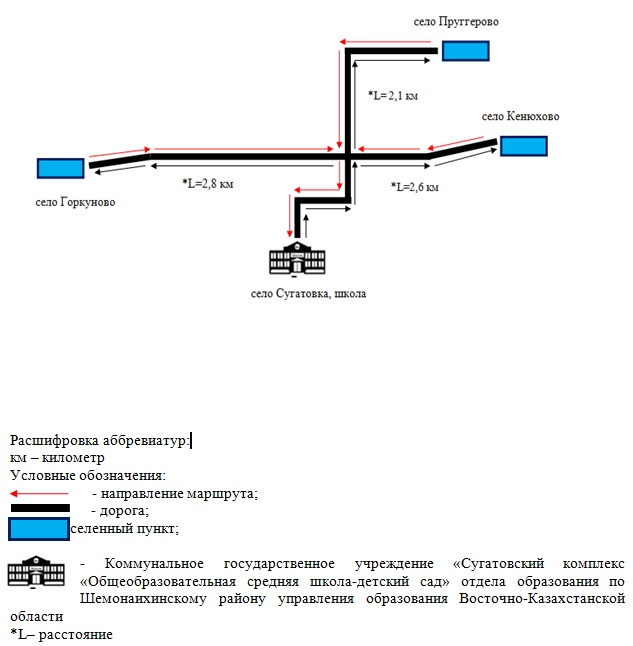 село Пруггерово
*L= 2,1 км
село Кенюхово
*L=2,8 км
*L=2,6 км
село Горкуново
село Сугатовка, школа
Расшифровка аббревиатур:
км – километр
Условные обозначения:
- направление маршрута;
- дорога;
селенный пункт;
- Коммунальное государственное учреждение «Сугатовский комплекс
«Общеобразовательная средняя школа-детский сад» отдела образования по
Шемонаихинскому району управления образования Восточно-Казахстанской
области
*L– расстояние